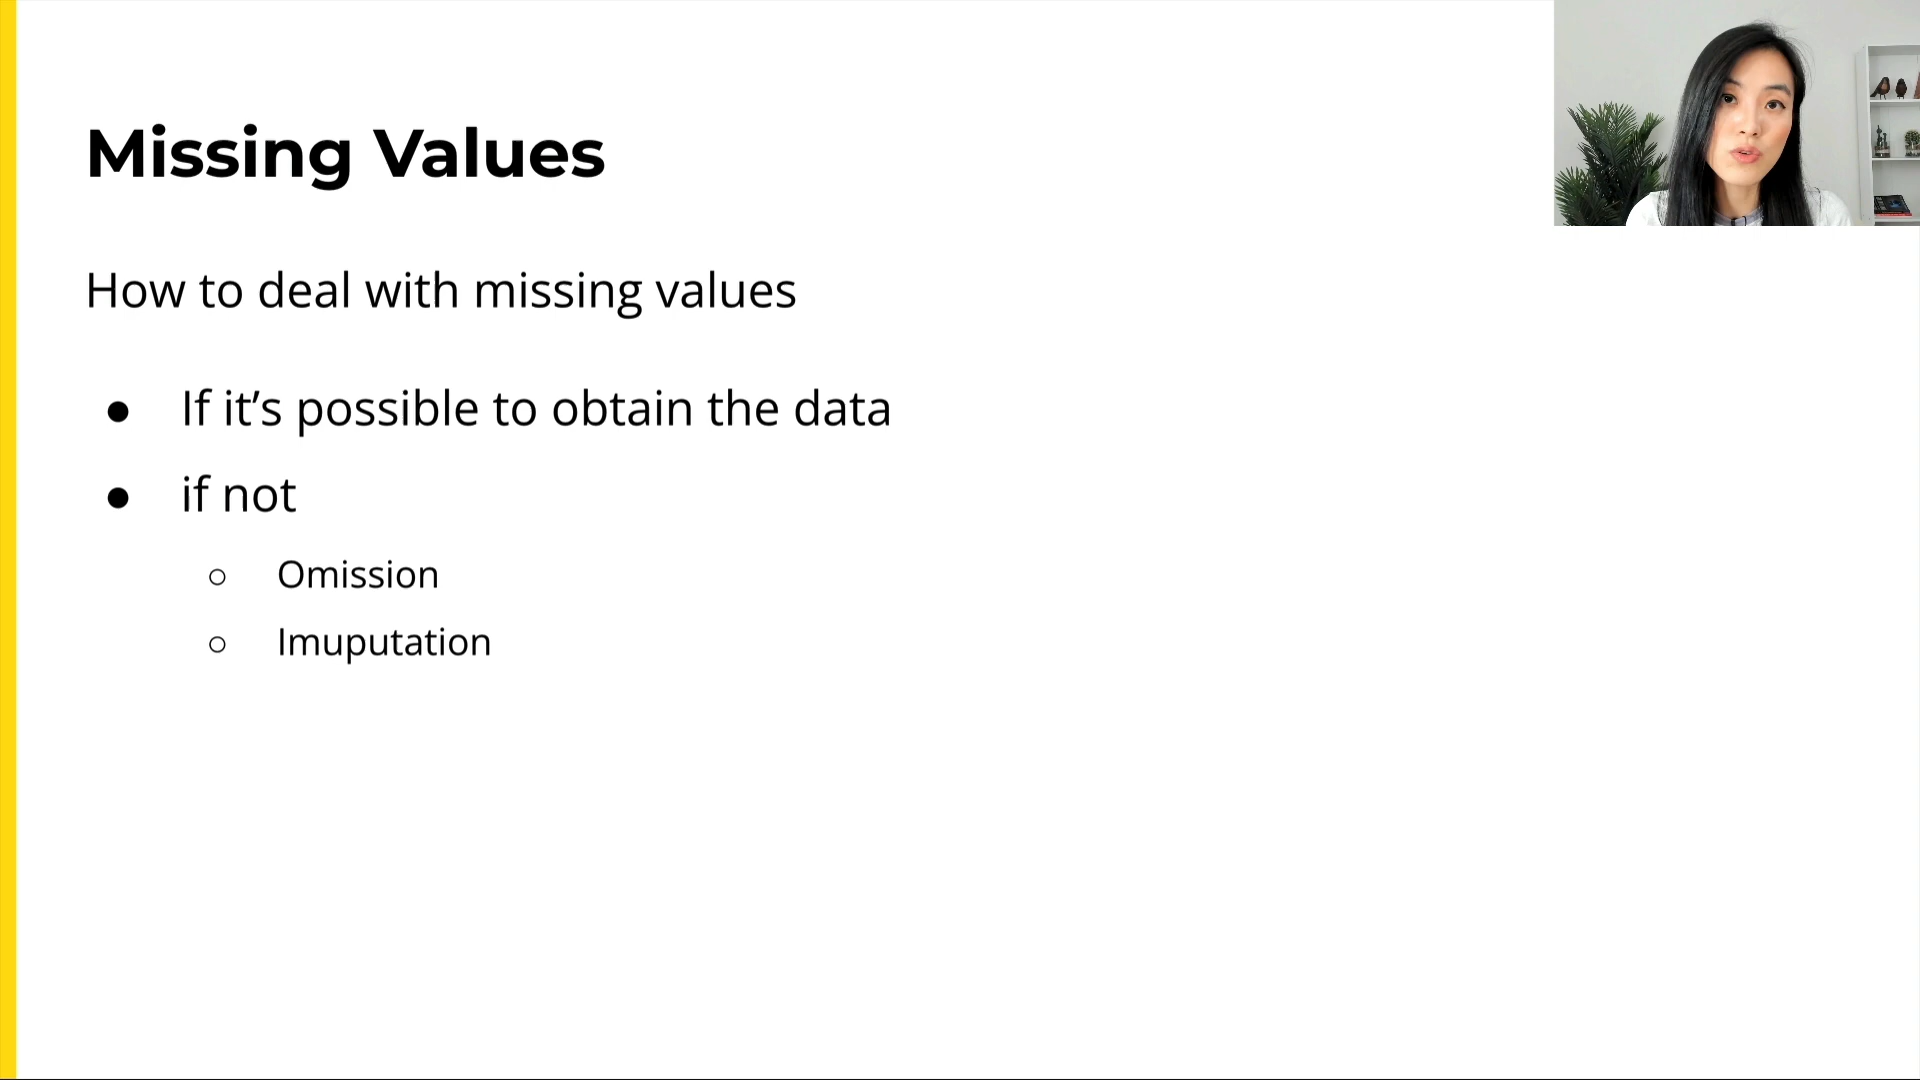 Missing Values
How to deal with missing values
● If it’s possible to obtain the data
● if not
○ Omission
○ Imuputation